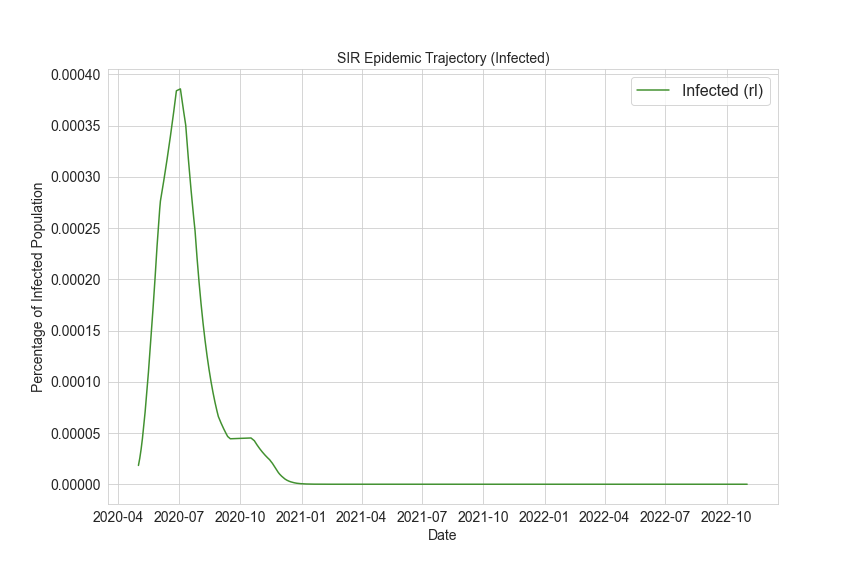 SIR Epidemic Trajectory (Infected)
Infected (rI)
Percentage of Infected Population
0.00040
0.00035
0.00030
0.00025
0.00020
0.00015
0.00010
0.00005
0.00000
2020-04 2020-07 2020-10 2021-01 2021-04 2021-07 2021-10 2022-01 2022-04 2022-07 2022-10
Date